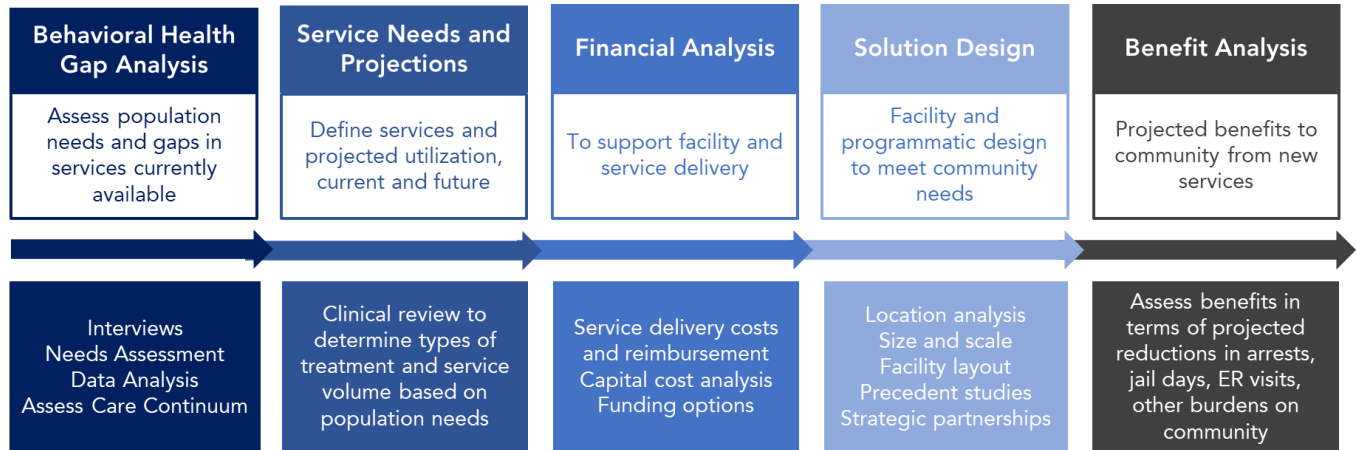 Behavioral Health
Gap Analysis
Assess population
needs and gaps in
services currently
available
Interviews
Needs Assessment
Data Analysis
Assess Care Continuum
Service Needs and
Projections
Define services and
projected utilization,
current and future
Clinical review to
determine types of
treatment and service
volume based on
population needs
Financial Analysis
To support facility and
service delivery
Service delivery costs
and reimbursement
Capital cost analysis
Funding options
Solution Design
Facility and
programmatic design
to meet community
needs
Location analysis
Size and scale
Facility layout
Precedent studies
Strategic partnerships
Benefit Analysis
Projected benefits to
community from new
services
Assess benefits in
terms of projected
reductions in arrests,
jail days, ER visits,
other burdens on
community